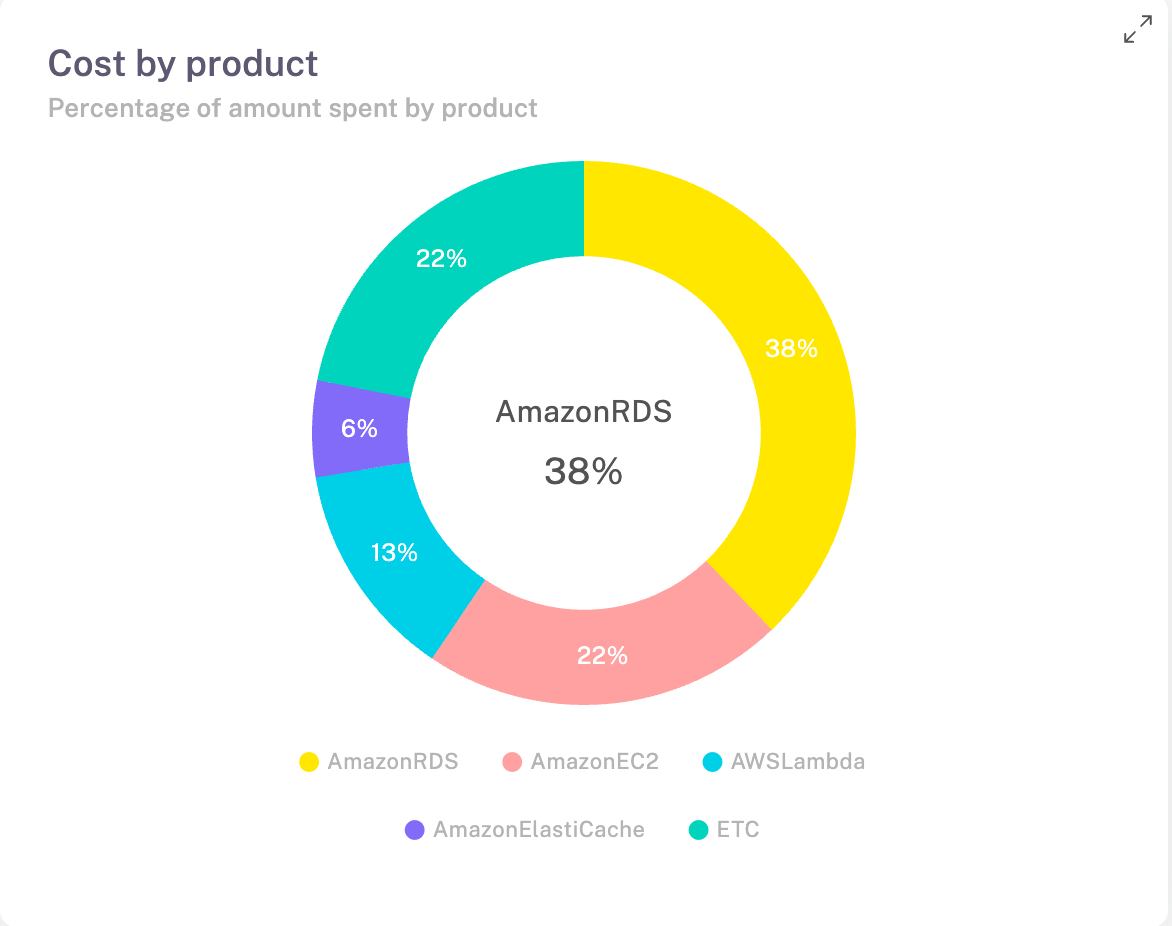 Cost by product
Percentage of amount spent by product
22%
38%
AmazonRDS
6%
38%
13%
22%
AmazonRDS AmazonEC2 AWSLambda
AmazonElastiCache ETC